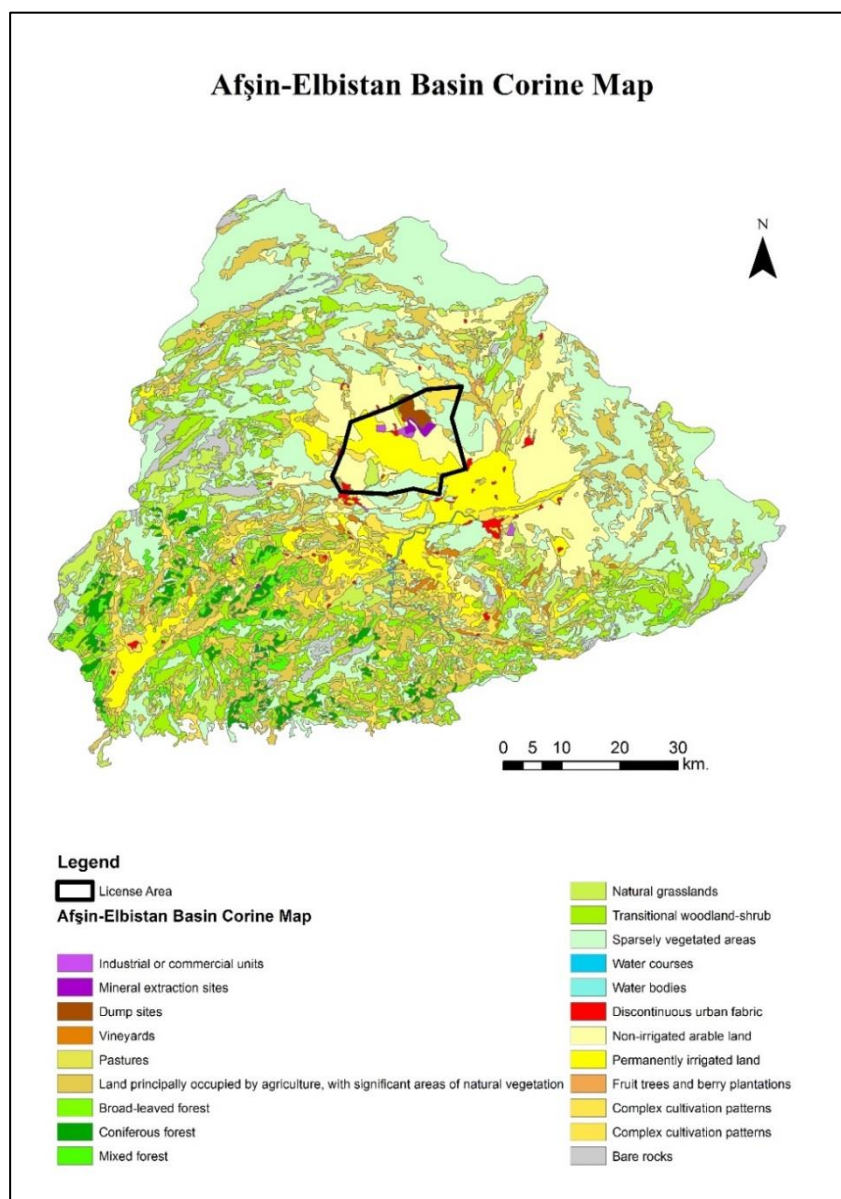 Afşin-Elbistan Basin Corine Map
N
0 5 10 20 30
km.
Legend
License Area
Afşin-Elbistan Basin Corine Map
Industrial or commercial units
Mineral extraction sites
Dump sites
Vineyards
Pastures
Land principally occupied by agriculture, with significant areas of natural vegetation
Broad-leaved forest
Coniferous forest
Mixed forest
Natural grasslands
Transitional woodland-shrub
Sparsely vegetated areas
Water courses
Water bodies
Discontinuous urban fabric
Non-irrigated arable land
Permanently irrigated land
Fruit trees and berry plantations
Complex cultivation patterns
Complex cultivation patterns
Bare rocks